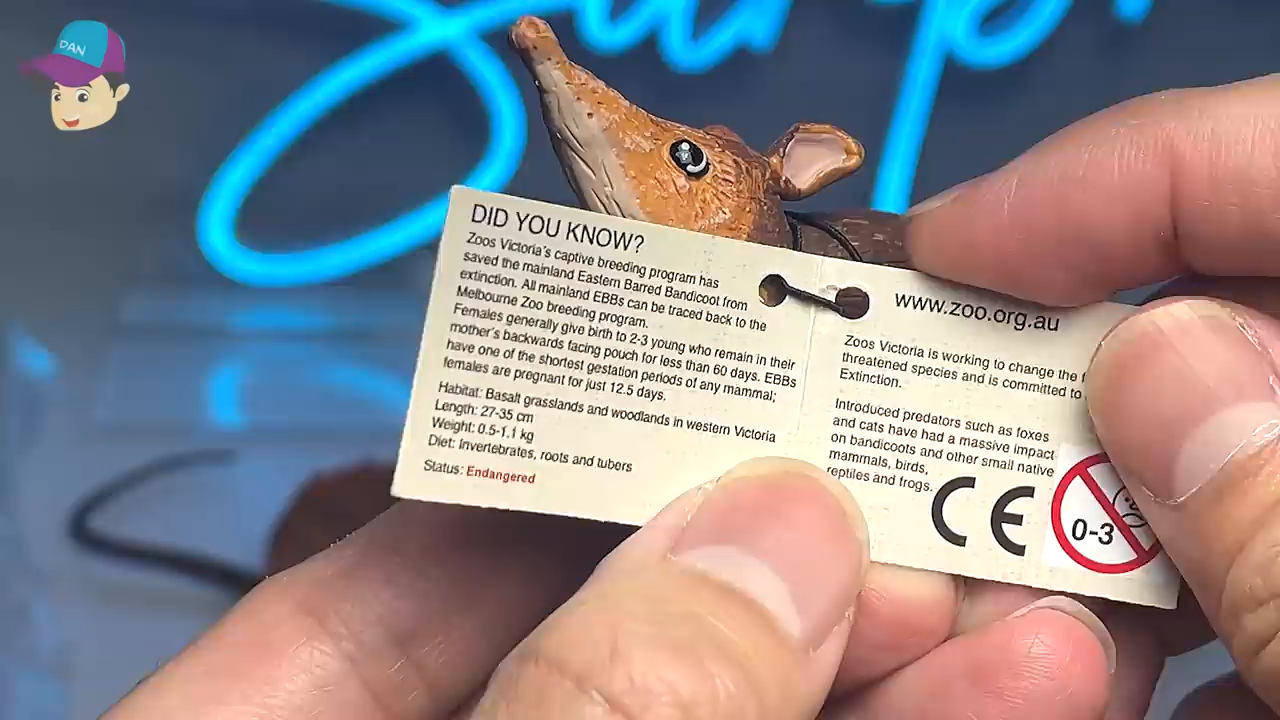 DAN
DID YOU KNOW?
Zoos Victoria's captive breeding program has
saved the mainland Eastern Barred Bandicoot from
extinction. All mainland EBBs can be traced back to the
Melbourne Zoo breeding program.
Females generally give birth to 2-3 young who remain in their
mother's backwards facing pouch for less than 60 days. EBBs
have one of the shortest gestation periods of any mammal;
females are pregnant for just 12.5 days.
Habitat: Basalt grasslands and woodlands in western Victoria
Length: 27-35 cm
Weight: 0.5-1.1 kg
Diet: Invertebrates, roots and tubers
Status: Endangered
www.zoo.org.au
Zoos Victoria is working to change the
threatened species and is committed to
Extinction.
Introduced predators such as foxes
and cats have had a massive impact
on bandicoots and other small native
mammals, birds,
reptiles and frogs.
CE
0-3